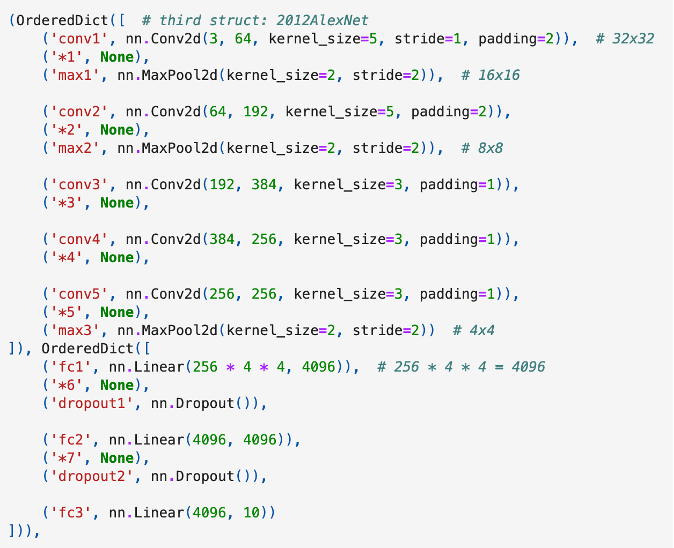 (OrderedDict([  # third struct: 2012AlexNet
    ('conv1', nn.Conv2d(3, 64, kernel_size=5, stride=1, padding=2)),  # 32x32
    ('*1', None),
    ('max1', nn.MaxPool2d(kernel_size=2, stride=2)),  # 16x16

    ('conv2', nn.Conv2d(64, 192, kernel_size=5, padding=2)),
    ('*2', None),
    ('max2', nn.MaxPool2d(kernel_size=2, stride=2)),  # 8x8

    ('conv3', nn.Conv2d(192, 384, kernel_size=3, padding=1)),
    ('*3', None),

    ('conv4', nn.Conv2d(384, 256, kernel_size=3, padding=1)),
    ('*4', None),

    ('conv5', nn.Conv2d(256, 256, kernel_size=3, padding=1)),
    ('*5', None),
    ('max3', nn.MaxPool2d(kernel_size=2, stride=2))  # 4x4
]), OrderedDict([
    ('fc1', nn.Linear(256 * 4 * 4, 4096)),  # 256 * 4 * 4 = 4096
    ('*6', None),
    ('dropout1', nn.Dropout()),

    ('fc2', nn.Linear(4096, 4096)),
    ('*7', None),
    ('dropout2', nn.Dropout()),

    ('fc3', nn.Linear(4096, 10))
])),